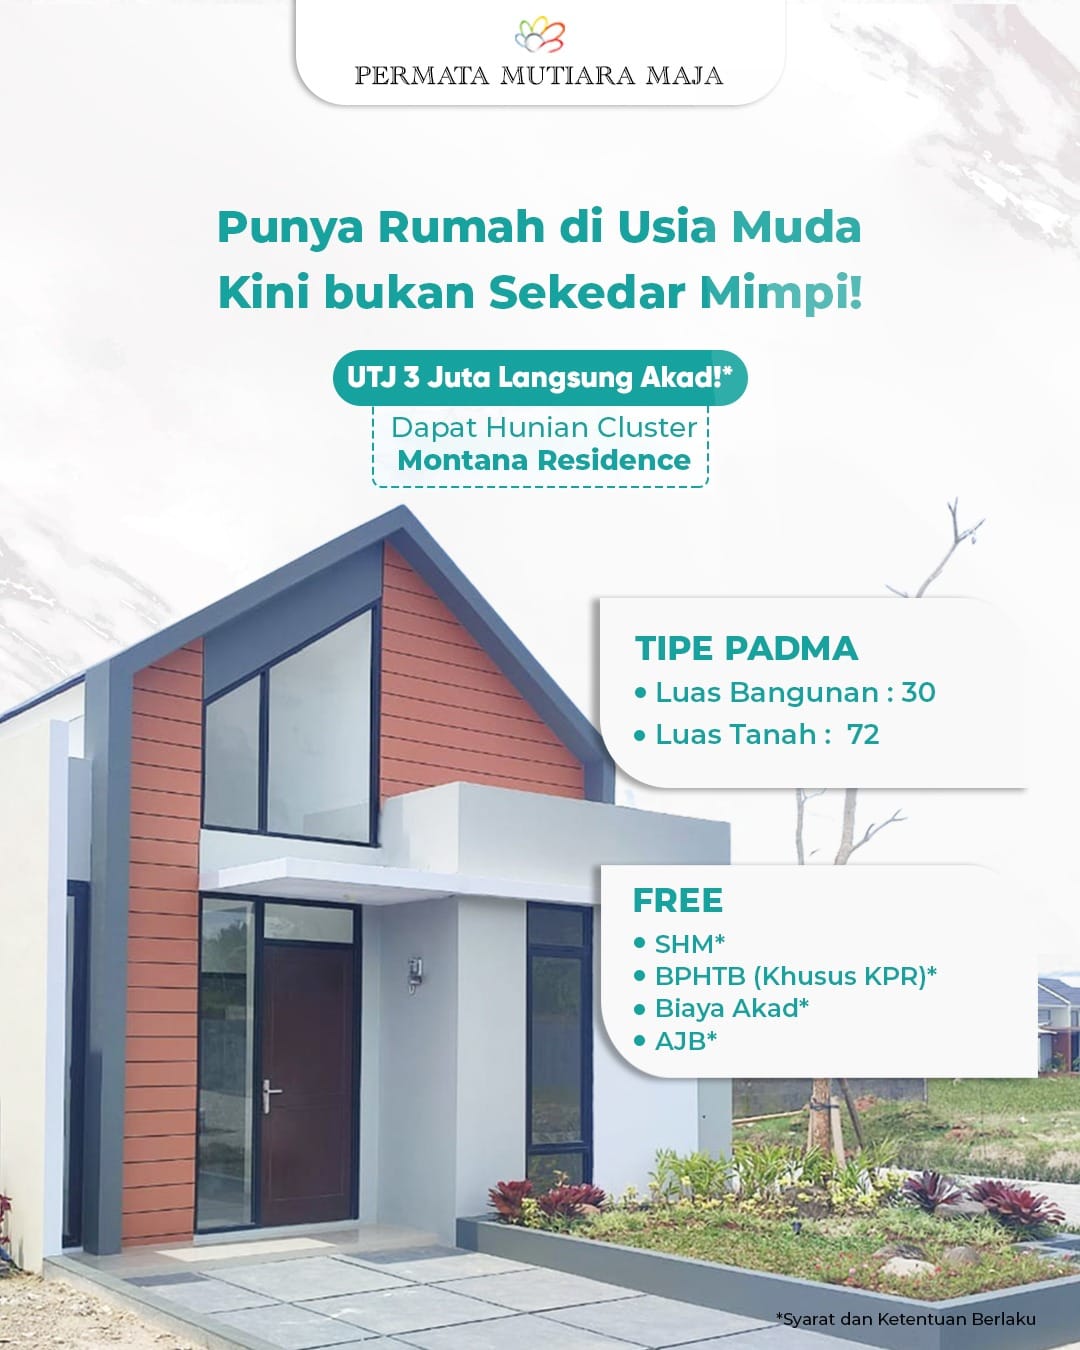 PERMATA MUTIARA MAJA
Punya Rumah di Usia Muda
Kini bukan Sekedar Mimpi!
UTJ 3 Juta Langsung Akad!*
Dapat Hunian Cluster
Montana Residence
TIPE PADMA
• Luas Bangunan : 30
• Luas Tanah : 72
FREE
• SHM*
• BPHTB (Khusus KPR)*
• Biaya Akad*
• AJB*
*Syarat dan Ketentuan Berlaku